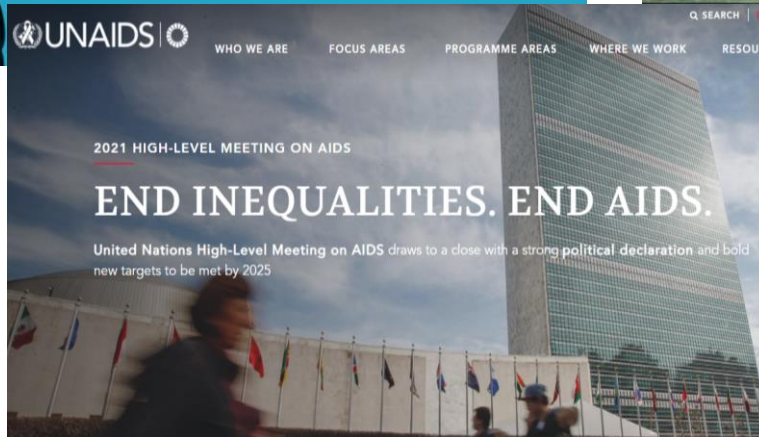 SEARCH
UNAIDS
WHO WE ARE FOCUS AREAS PROGRAMME AREAS WHERE WE WORK RESOU
2021 HIGH-LEVEL MEETING ON AIDS
END INEQUALITIES. END AIDS.
United Nations High-Level Meeting on AIDS draws to a close with a strong political declaration and bold
new targets to be met by 2025